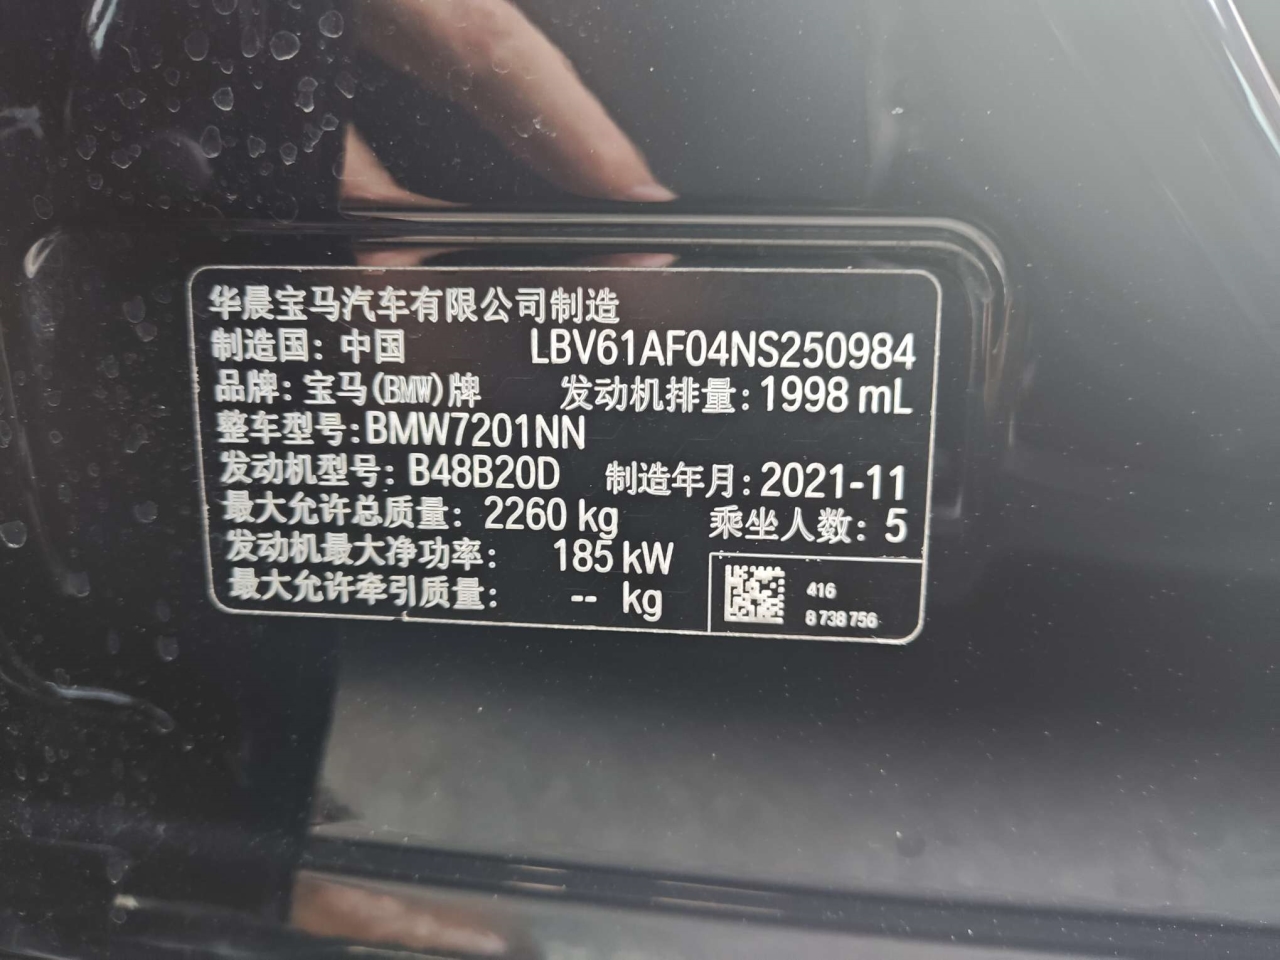 华晨宝马汽车有限公司制造
制造国：中国 LBV61AF04NS250984
品牌：宝马(BMW)牌 发动机排量：1998 mL
整车型号:BMW7201NN
发动机型号：B48B20D 制造年月：2021-11
最大允许总质量：2260 kg 乘坐人数：5
发动机最大净功率：185 kW
最大允许牵引质量：-- kg
416
8 738 756